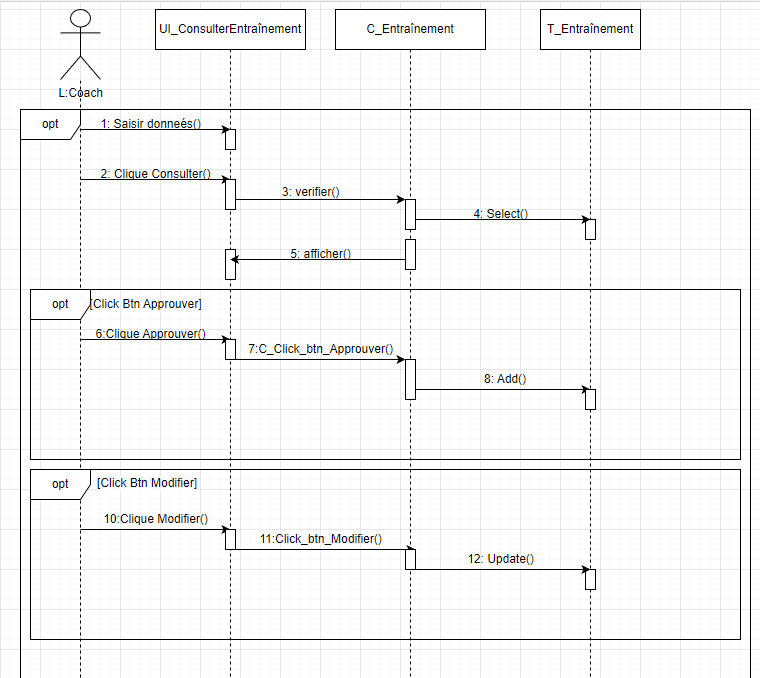 UI_ConsulterEntraînement
C_Entraînement
T_Entraînement
L:Coach
opt
1: Saisir donneés()
2: Clique Consulter()
3: verifier()
4: Select()
5: afficher()
opt
[Click Btn Approuver]
6:Clique Approuver()
7:C_Click_btn_Approuver()
8: Add()
opt
[Click Btn Modifier]
10:Clique Modifier()
11:Click_btn_Modifier()
12: Update()